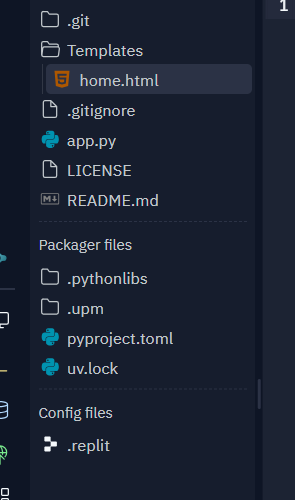 .git
1
Templates
home.html
.gitignore
app.py
LICENSE
README.md
Packager files
.pythonlibs
.upm
pyproject.toml
uv.lock
Config files
.replit